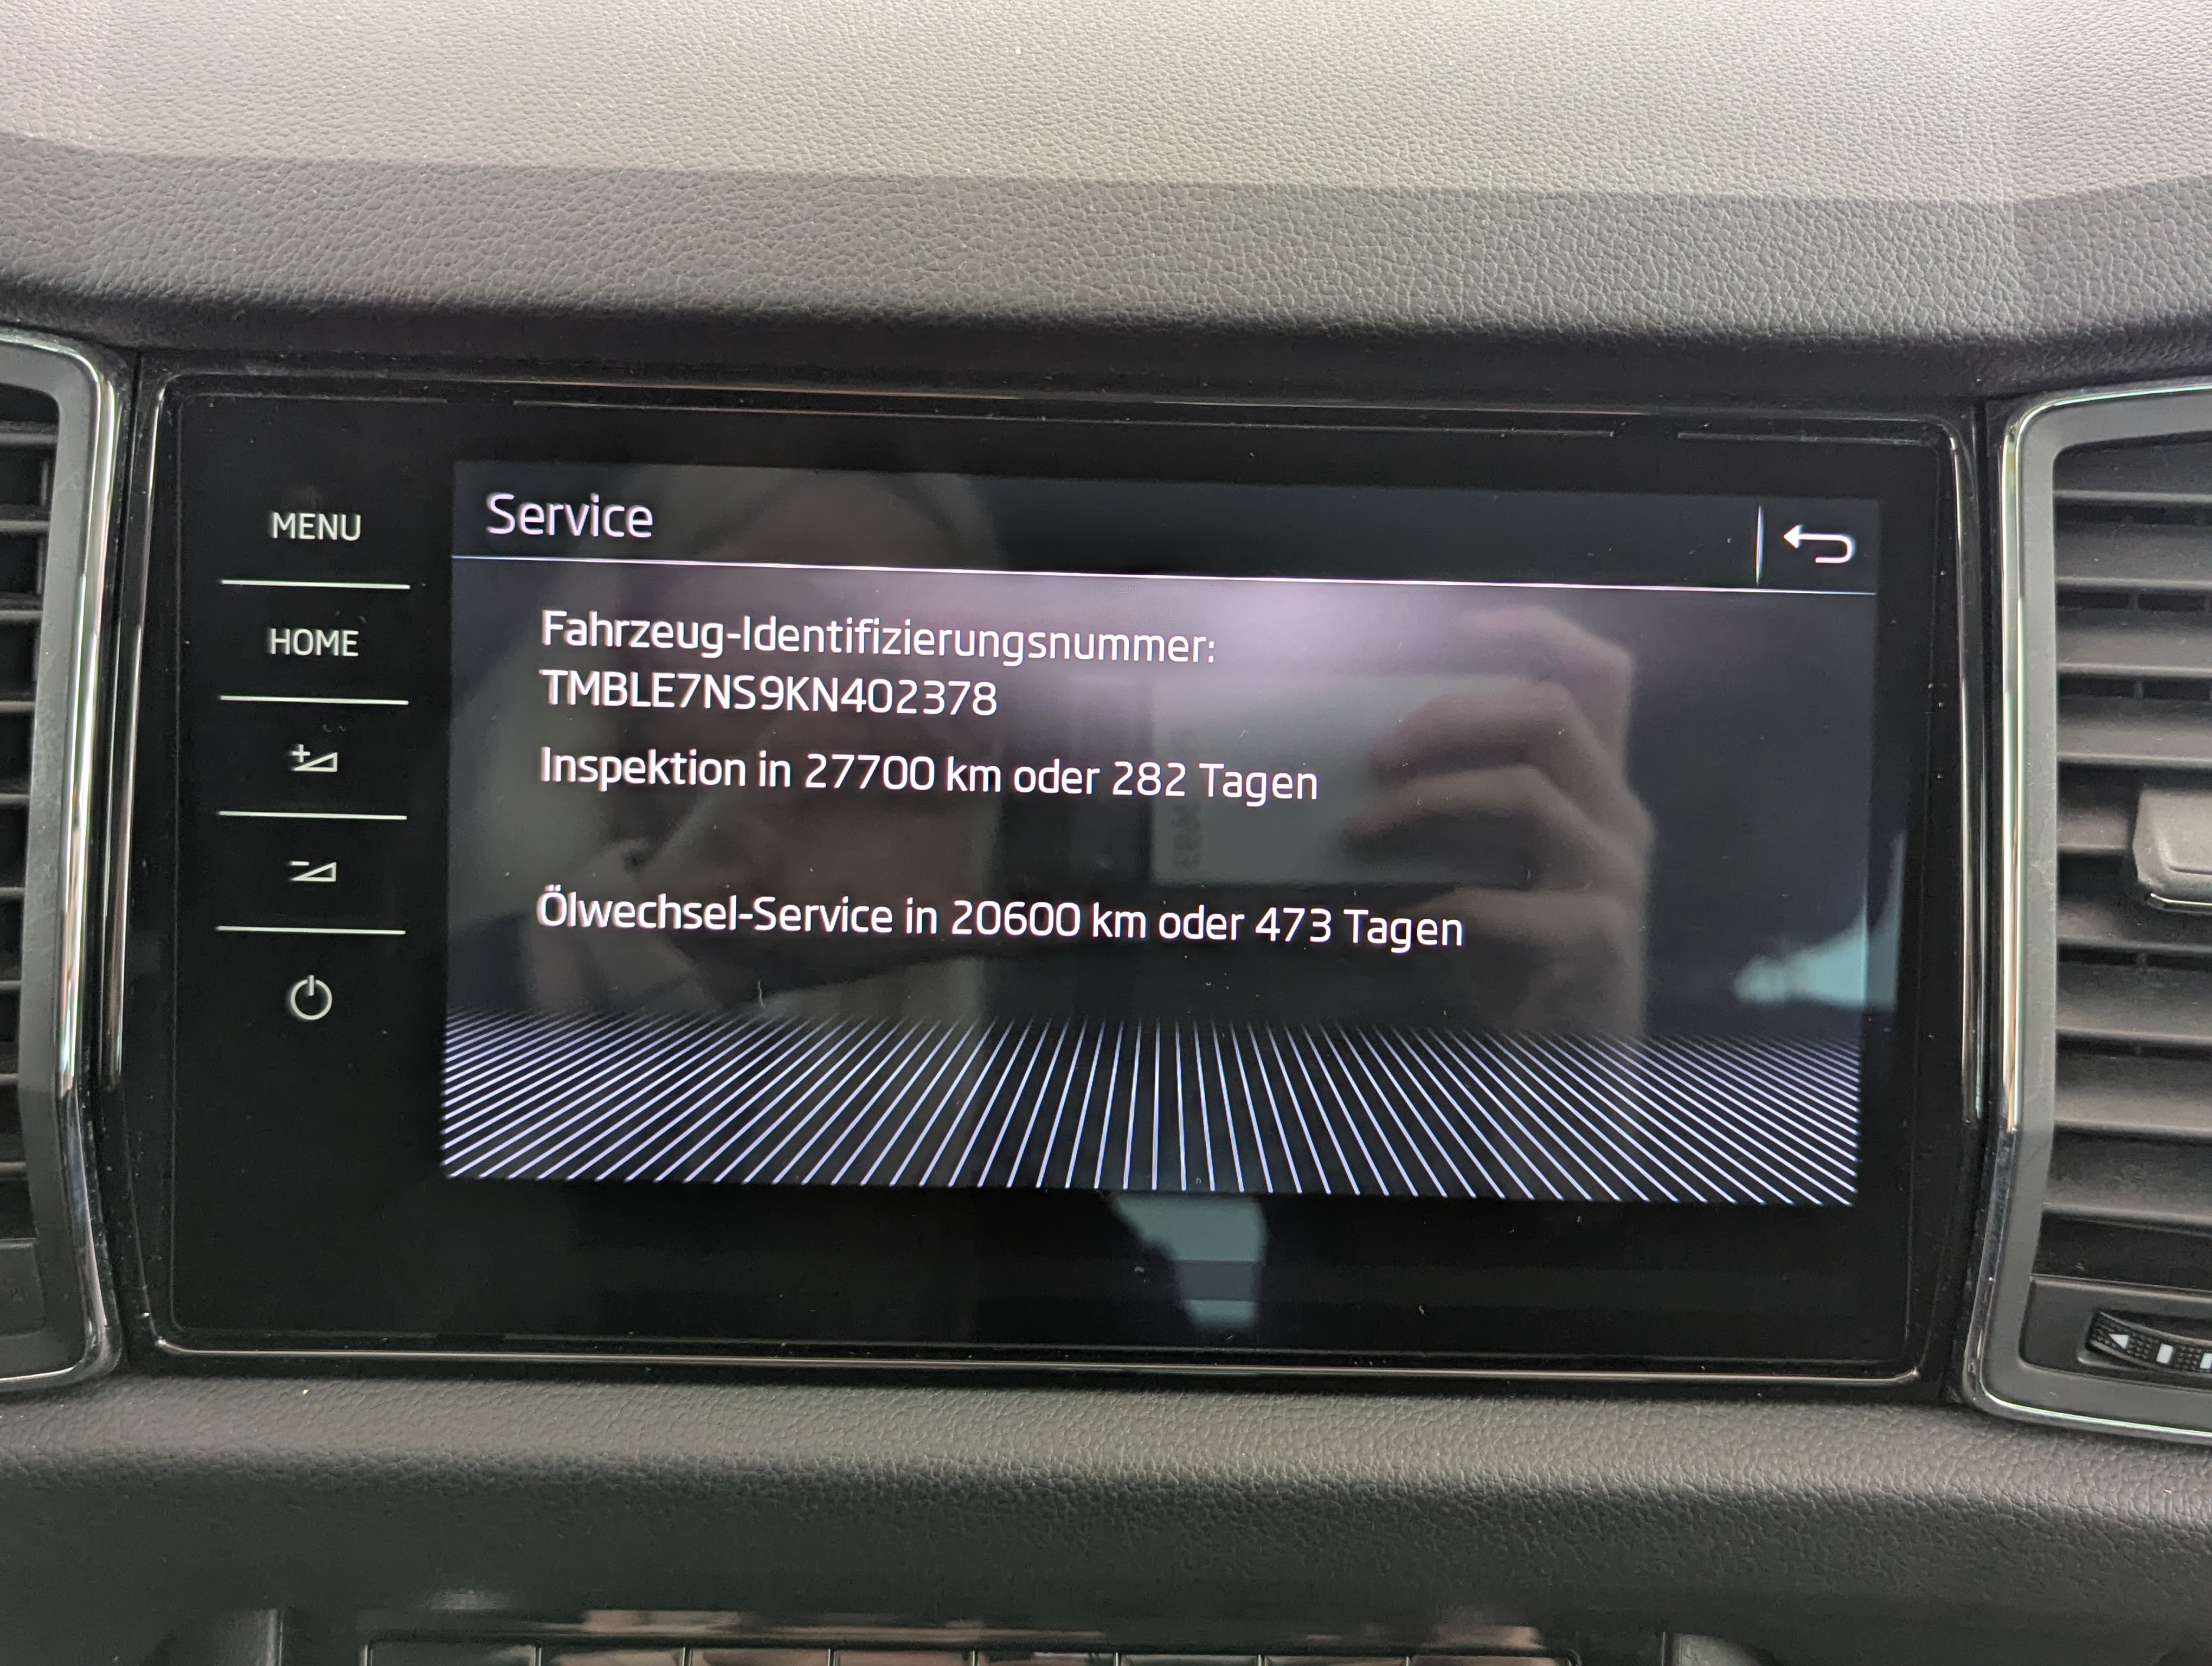 Service
MENU
HOME
Fahrzeug-Identifizierungsnummer:
TMBLE7NS9KN402378
Inspektion in 27700 km oder 282 Tagen
Ölwechsel-Service in 20600 km oder 473 Tagen